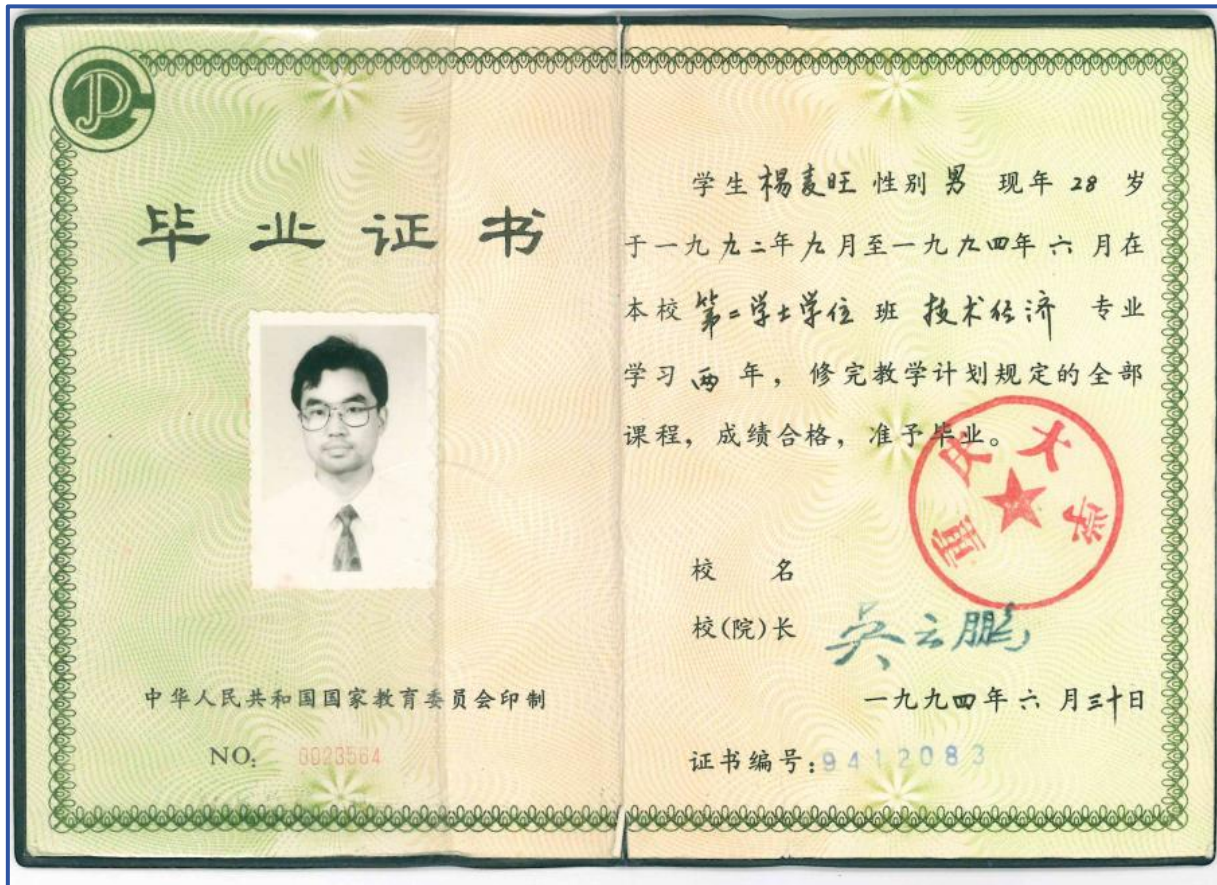 毕业证书
中华人民共和国国家教育委员会印制
NO: 0023564
学生杨麦旺性别男 现年28岁
于一九九二年九月至一九九四年六月在
本校第二学士学位班 技术经济 专业
学习两年，修完教学计划规定的全部
课程，成绩合格，准予毕业。
重庆大学
校 名
校(院)长 吴云鹏
一九九四年六月三十日
证书编号:9412083